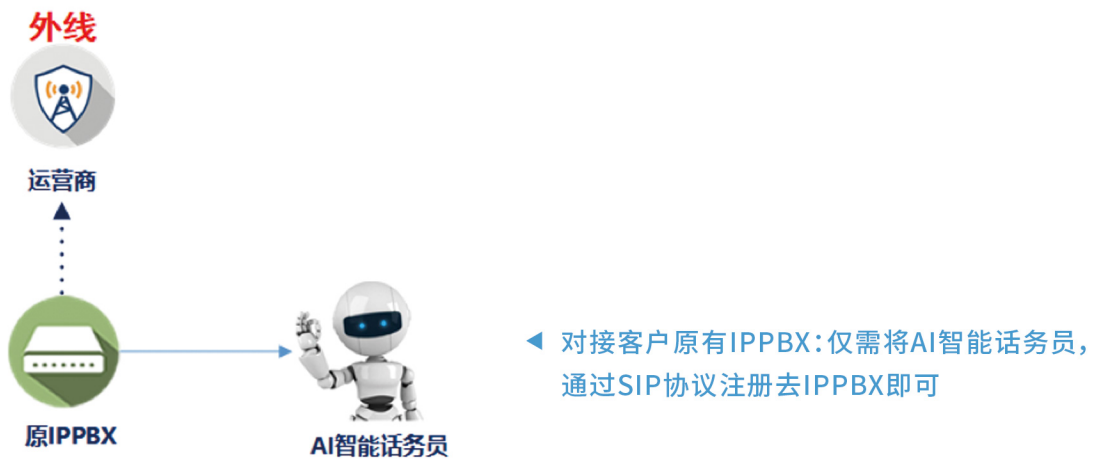 外线
运营商
原IPPBX
AI智能话务员
对接客户原有IPPBX:仅需将AI智能话务员，
通过SIP协议注册去IPPBX即可